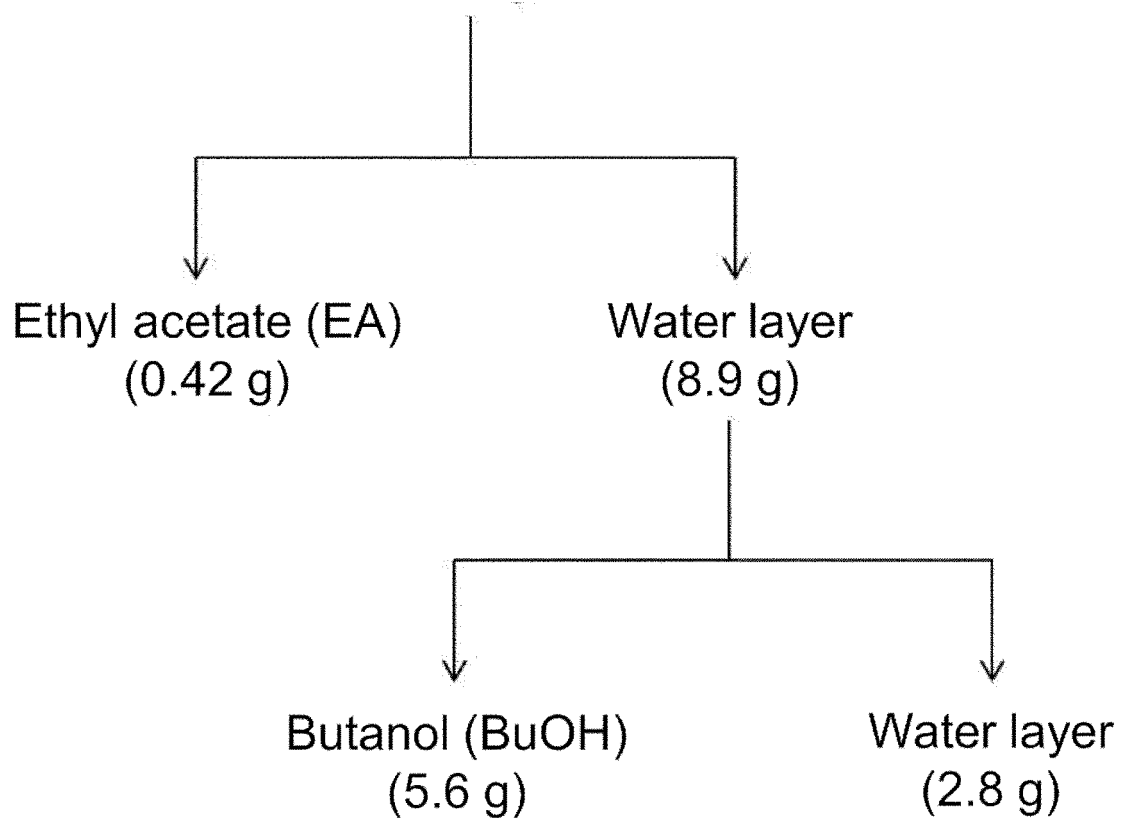 Ethyl acetate (EA)
(0.42 g)
Water layer
(8.9 g)
Butanol (BuOH)
(5.6 g)
Water layer
(2.8 g)